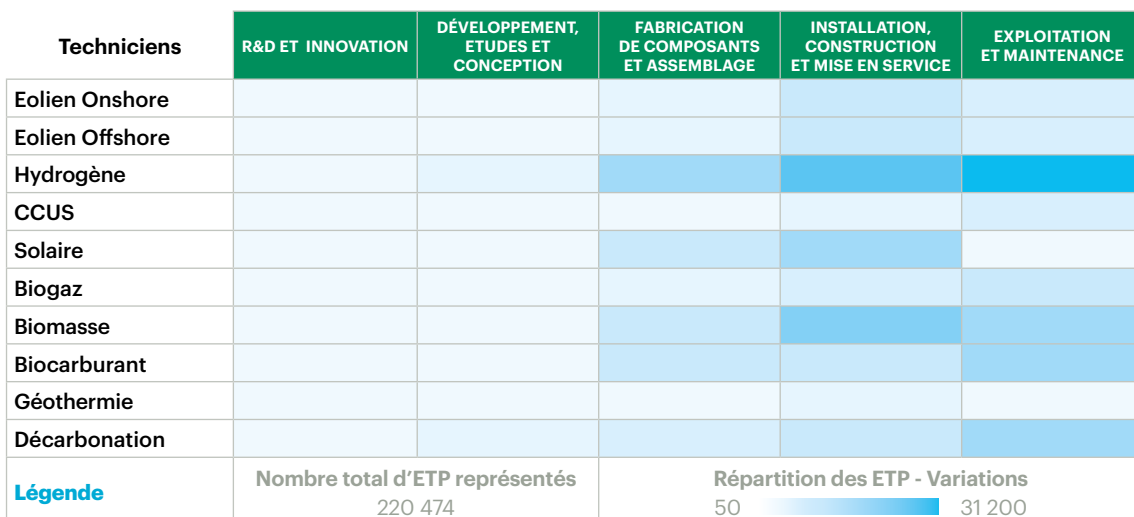 Techniciens
R&D ET INNOVATION
DÉVELOPPEMENT,
ETUDES ET
CONCEPTION
FABRICATION
DE COMPOSANTS
ET ASSEMBLAGE
INSTALLATION,
CONSTRUCTION
ET MISE EN SERVICE
EXPLOITATION
ET MAINTENANCE
Eolien Onshore
Eolien Offshore
Hydrogène
CCUS
Solaire
Biogaz
Biomasse
Biocarburant
Géothermie
Décarbonation
Légende
Nombre total d’ETP représentés
220 474
Répartition des ETP - Variations
50 31 200